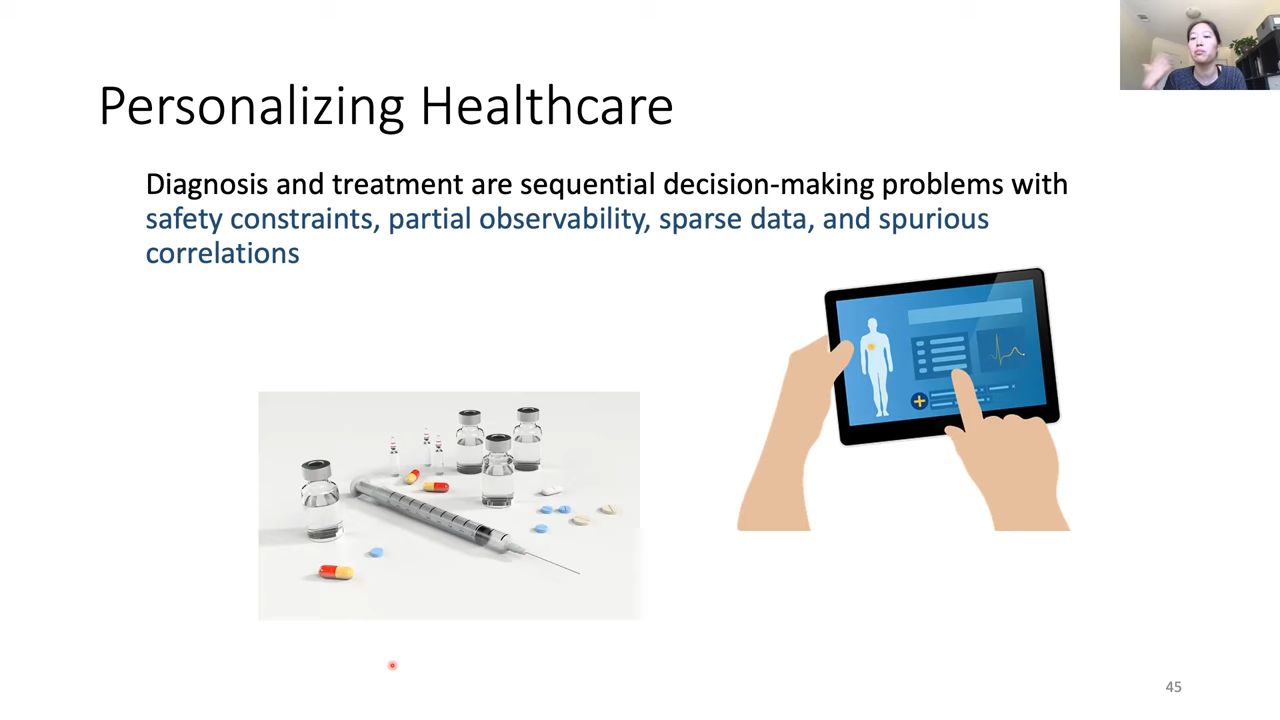 Personalizing Healthcare
Diagnosis and treatment are sequential decision-making problems with
safety constraints, partial observability, sparse data, and spurious
correlations
45